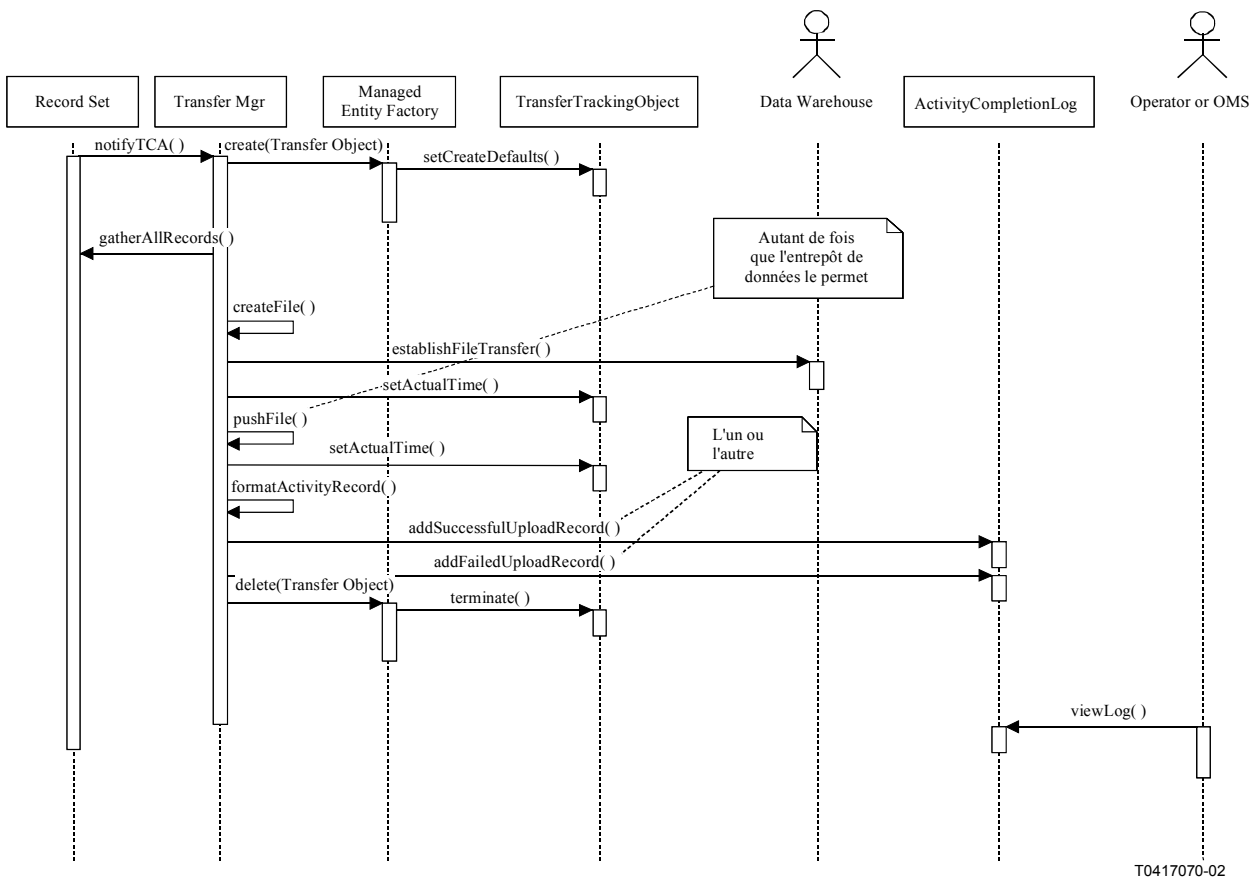 Record Set
Transfer Mgr
Managed
Entity Factory
TransferTrackingObject
Data Warehouse
ActivityCompletionLog
Operator or OMS
notifyTCA( )
create(Transfer Object)
setCreateDefaults( )
gatherAllRecords( )
Autant de fois
que l'entrepôt de
données le permet
createFile( )
establishFileTransfer( )
setActualTime( )
pushFile( )
L'un ou
l'autre
setActualTime( )
formatActivityRecord( )
addSuccessfulUploadRecord( )
addFailedUploadRecord( )
delete(Transfer Object)
terminate( )
viewLog( )
T0417070-02